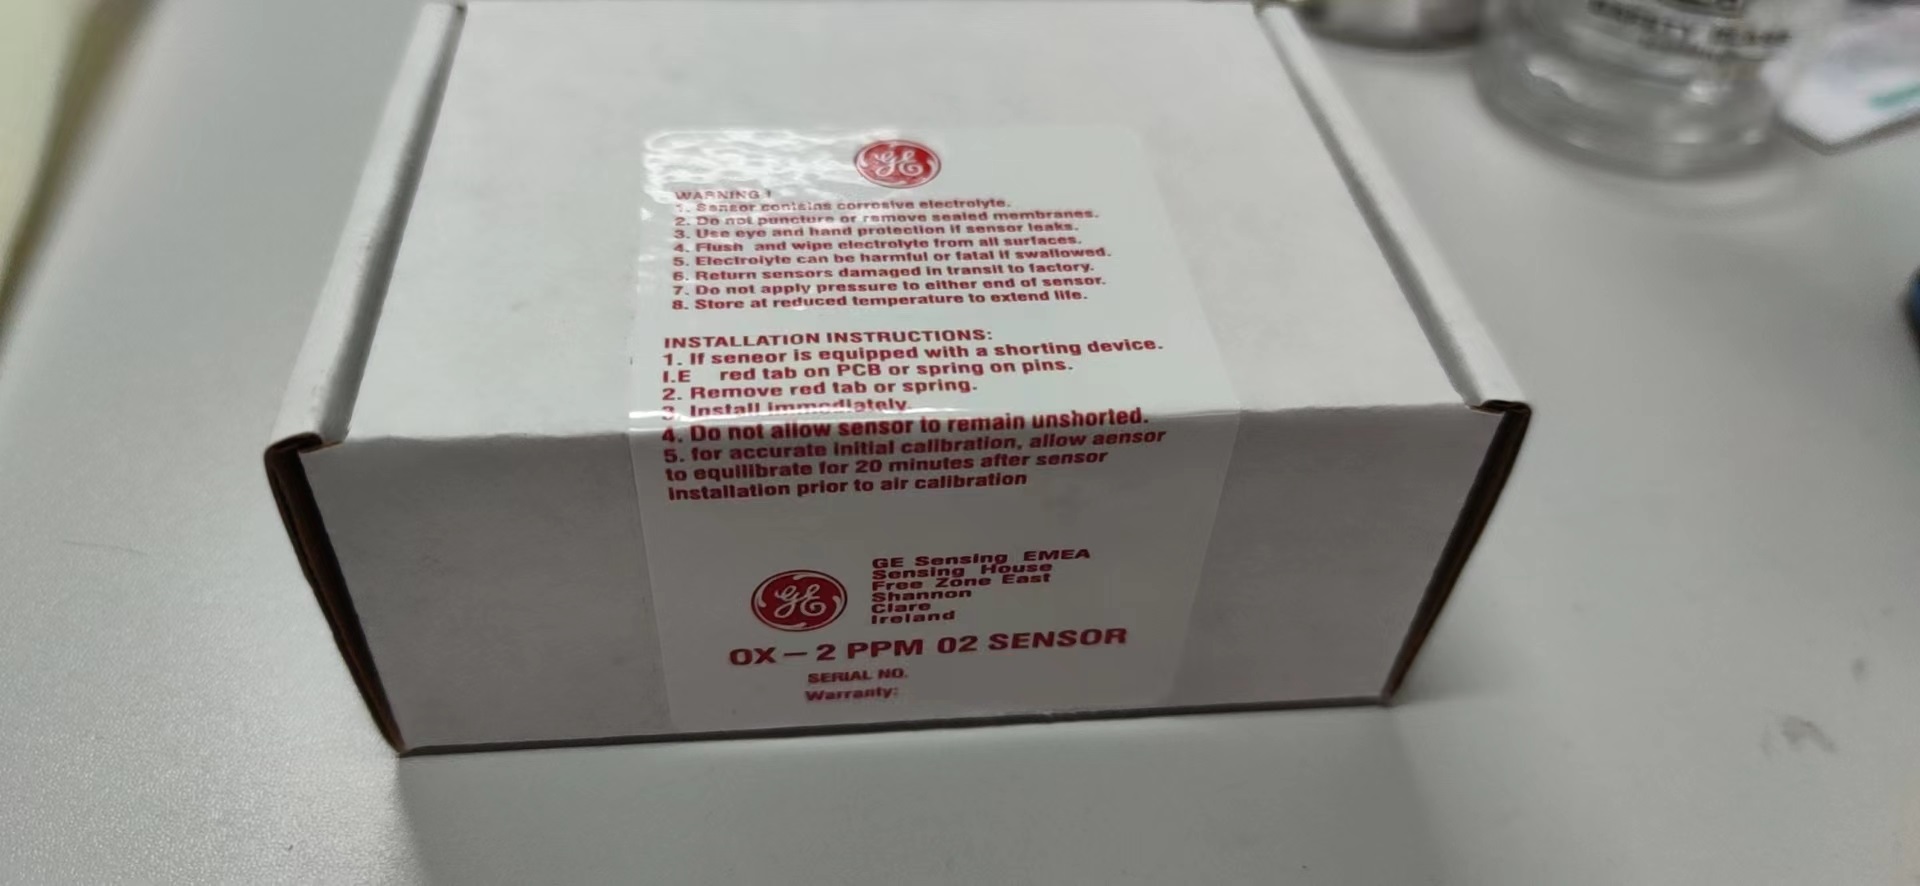 GE
WARNING !
1. Sensor contains corrosive electrolyte.
2. Do not puncture or remove sealed membranes.
3. Use eye and hand protection if sensor leaks.
4. Flush and wipe electrolyte from all surfaces.
5. Electrolyte can be harmful or fatal if swallowed.
6. Return sensors damaged in transit to factory.
7. Do not apply pressure to either end of sensor.
8. Store at reduced temperature to extend life.
INSTALLATION INSTRUCTIONS:
1. If seneor is equipped with a shorting device.
I.E red tab on PCB or spring on pins.
2. Remove red tab or spring.
3. Install immediately.
4. Do not allow sensor to remain unshorted.
5. for accurate initial calibration, allow aensor
to equilibrate for 20 minutes after sensor
installation prior to air calibration
GE
GE Sensing EMEA
Sensing House
Free Zone East
Shannon
Clare
Ireland
OX-2 PPM 02 SENSOR
SERIAL NO.
Warranty: